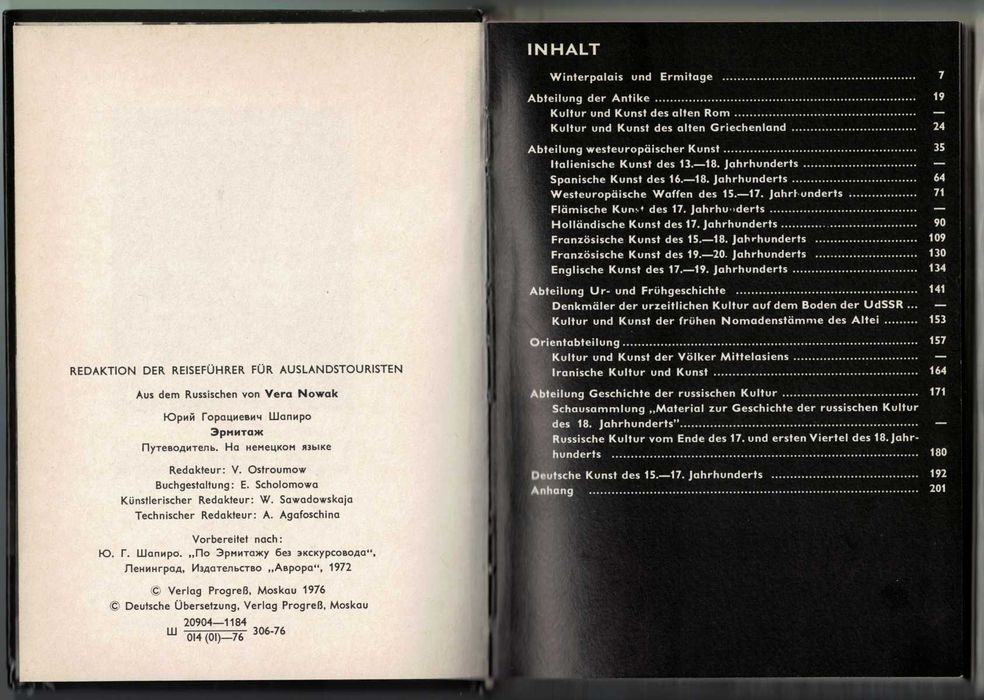 REDAKTION DER REISEFÜHRER FÜR AUSLANDSTOURISTEN
Aus dem Russischen von Vera Nowak
Юрий Горациевич Шапиро
Эрмитаж
Путеводитель. На немецком языке
Redakteur: V. Ostroumow
Buchgestaltung: E. Scholomowa
Künstlerischer Redakteur: W. Sawadowskaja
Technischer Redakteur: A. Agafoschina
Vorbereitet nach:
Ю. Г. Шапиро. „По Эрмитажу без экскурсовода“,
Ленинград, Издательство „Аврора“, 1972
© Verlag Progreß, Moskau 1976
© Deutsche Übersetzung, Verlag Progreß, Moskau
Ш 20904—1184 / 014 (01)—76 306-76
INHALT
Winterpalais und Ermitage ........ 7
Abteilung der Antike ........ 19
Kultur und Kunst des alten Rom ........ —
Kultur und Kunst des alten Griechenland ........ 24
Abteilung westeuropäischer Kunst ........ 35
Italienische Kunst des 13.—18. Jahrhunderts ........ —
Spanische Kunst des 16.—18. Jahrhunderts ........ 64
Westeuropäische Waffen des 15.—17. Jahrhunderts ........ 71
Flämische Kunst des 17. Jahrhunderts ........ —
Holländische Kunst des 17. Jahrhunderts ........ 90
Französische Kunst des 15.—18. Jahrhunderts ........ 109
Französische Kunst des 19.—20. Jahrhunderts ........ 130
Englische Kunst des 17.—19. Jahrhunderts ........ 134
Abteilung Ur- und Frühgeschichte ........ 141
Denkmäler der urzeitlichen Kultur auf dem Boden der UdSSR ... —
Kultur und Kunst der frühen Nomadenstämme des Altei ........ 153
Orientabteilung ........ 157
Kultur und Kunst der Völker Mittelasiens ........ —
Iranische Kultur und Kunst ........ 164
Abteilung Geschichte der russischen Kultur ........ 171
Schausammlung „Material zur Geschichte der russischen Kultur
des 18. Jahrhunderts” ........ —
Russische Kultur vom Ende des 17. und ersten Viertel des 18. Jahr-
hunderts ........ 180
Deutsche Kunst des 15.—17. Jahrhunderts ........ 192
Anhang ........ 201